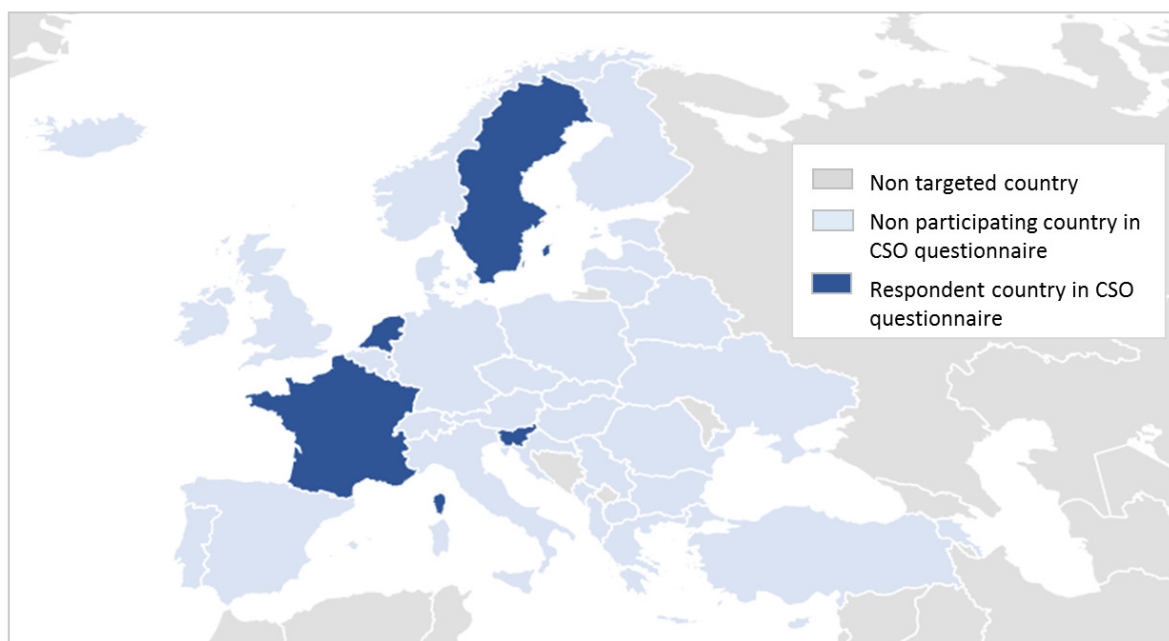 Non targeted country
Non participating country in
CSO questionnaire
Respondent country in CSO
questionnaire